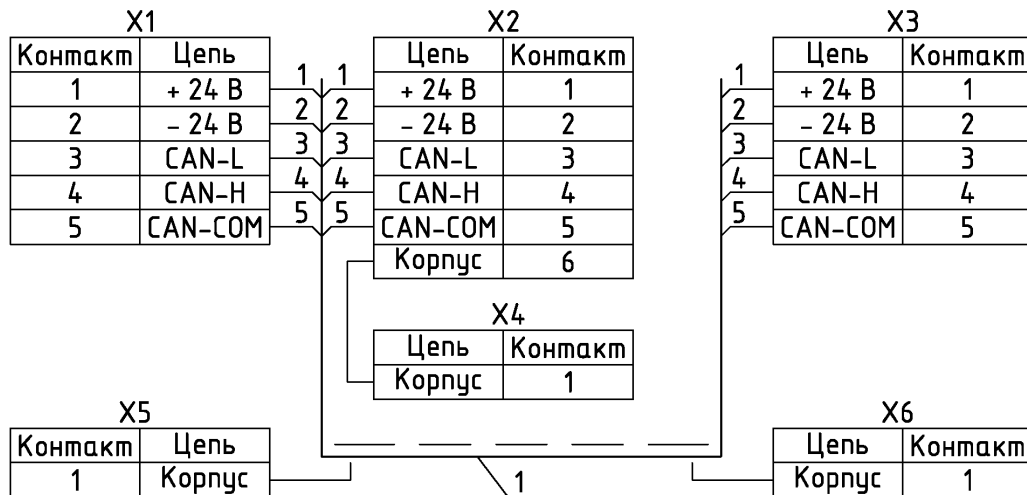 X1 X2 X3
Контакт Цепь Цепь Контакт Цепь Контакт
1 + 24 В 1 1 + 24 В 1 1 + 24 В 1
2 – 24 В 2 2 – 24 В 2 2 – 24 В 2
3 CAN-L 3 3 CAN-L 3 3 CAN-L 3
4 CAN-H 4 4 CAN-H 4 4 CAN-H 4
5 CAN-COM 5 5 CAN-COM 5 5 CAN-COM 5
Корпус 6
X4
Цепь Контакт
Корпус 1
X5 X6
Контакт Цепь Цепь Контакт
1 Корпус 1 Корпус 1